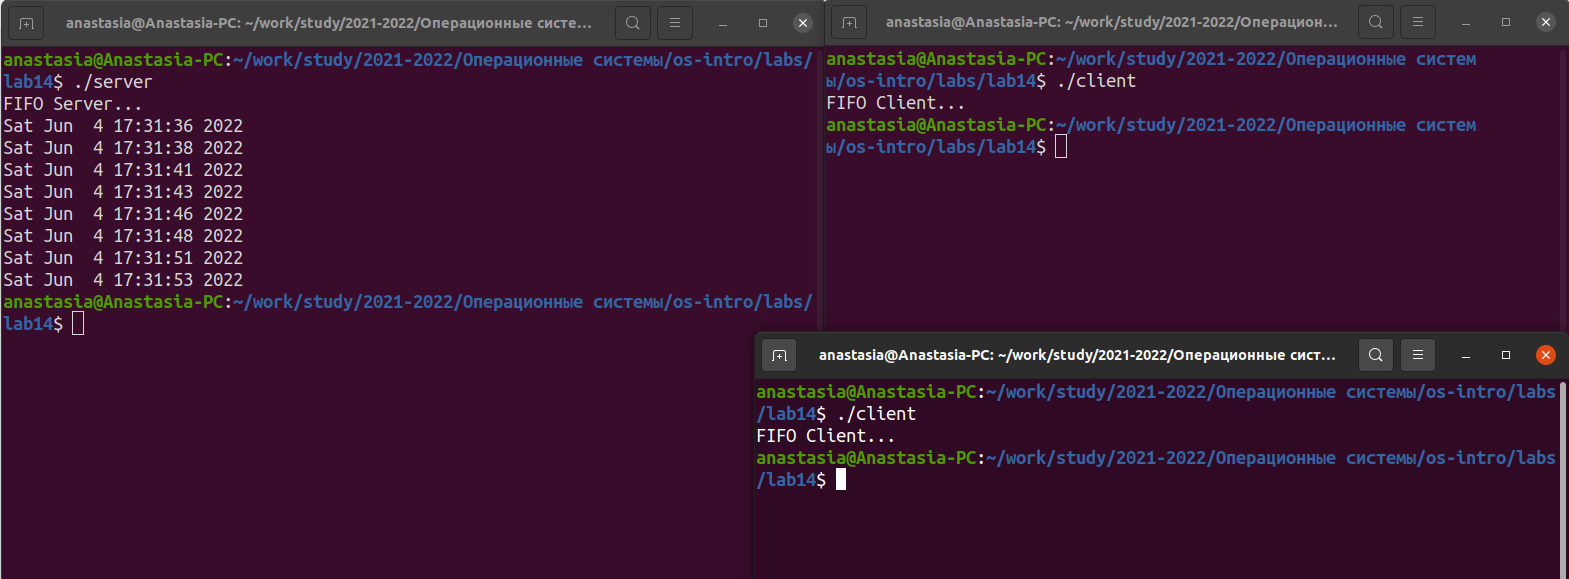 anastasia@Anastasia-PC: ~/work/study/2021-2022/Операционные систе...
anastasia@Anastasia-PC:~/work/study/2021-2022/Операционные системы/os-intro/labs/
lab14$ ./server
FIFO Server...
Sat Jun  4 17:31:36 2022
Sat Jun  4 17:31:38 2022
Sat Jun  4 17:31:41 2022
Sat Jun  4 17:31:43 2022
Sat Jun  4 17:31:46 2022
Sat Jun  4 17:31:48 2022
Sat Jun  4 17:31:51 2022
Sat Jun  4 17:31:53 2022
anastasia@Anastasia-PC:~/work/study/2021-2022/Операционные системы/os-intro/labs/
lab14$
anastasia@Anastasia-PC: ~/work/study/2021-2022/Операцион...
anastasia@Anastasia-PC:~/work/study/2021-2022/Операционные систем
ы/os-intro/labs/lab14$ ./client
FIFO Client...
anastasia@Anastasia-PC:~/work/study/2021-2022/Операционные систем
ы/os-intro/labs/lab14$
anastasia@Anastasia-PC: ~/work/study/2021-2022/Операционные сист...
anastasia@Anastasia-PC:~/work/study/2021-2022/Операционные системы/os-intro/labs
/lab14$ ./client
FIFO Client...
anastasia@Anastasia-PC:~/work/study/2021-2022/Операционные системы/os-intro/labs
/lab14$